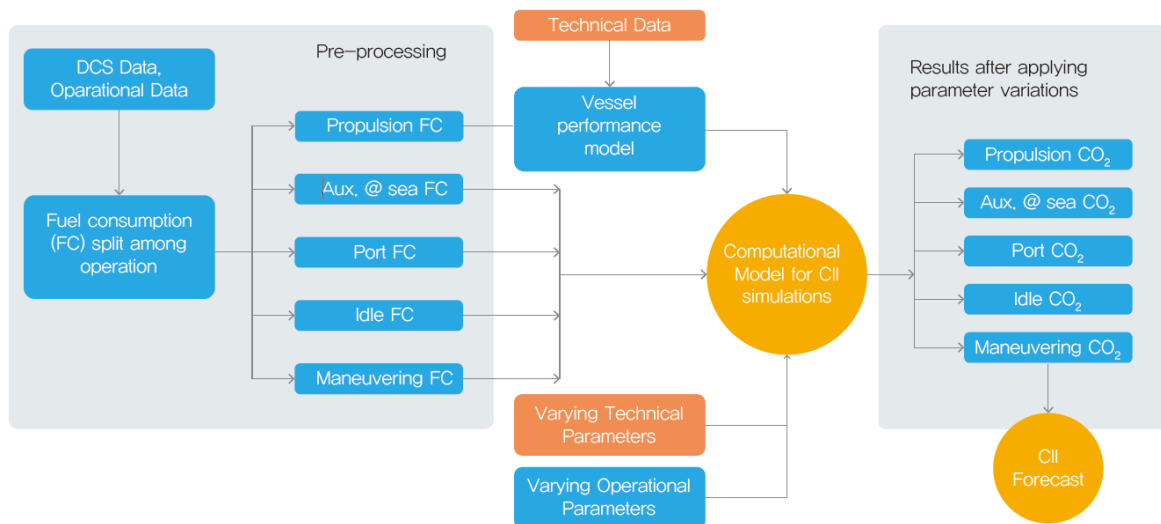 Pre-processing
DCS Data,
Oparational Data
Fuel consumption
(FC) split among
operation
Propulsion FC
Aux. @ sea FC
Port FC
Idle FC
Maneuvering FC
Technical Data
Vessel
performance
model
Computational
Model for CII
simulations
Varying Technical
Parameters
Varying Operational
Parameters
Results after applying
parameter variations
Propulsion CO₂
Aux. @ sea CO₂
Port CO₂
Idle CO₂
Maneuvering CO₂
CII
Forecast